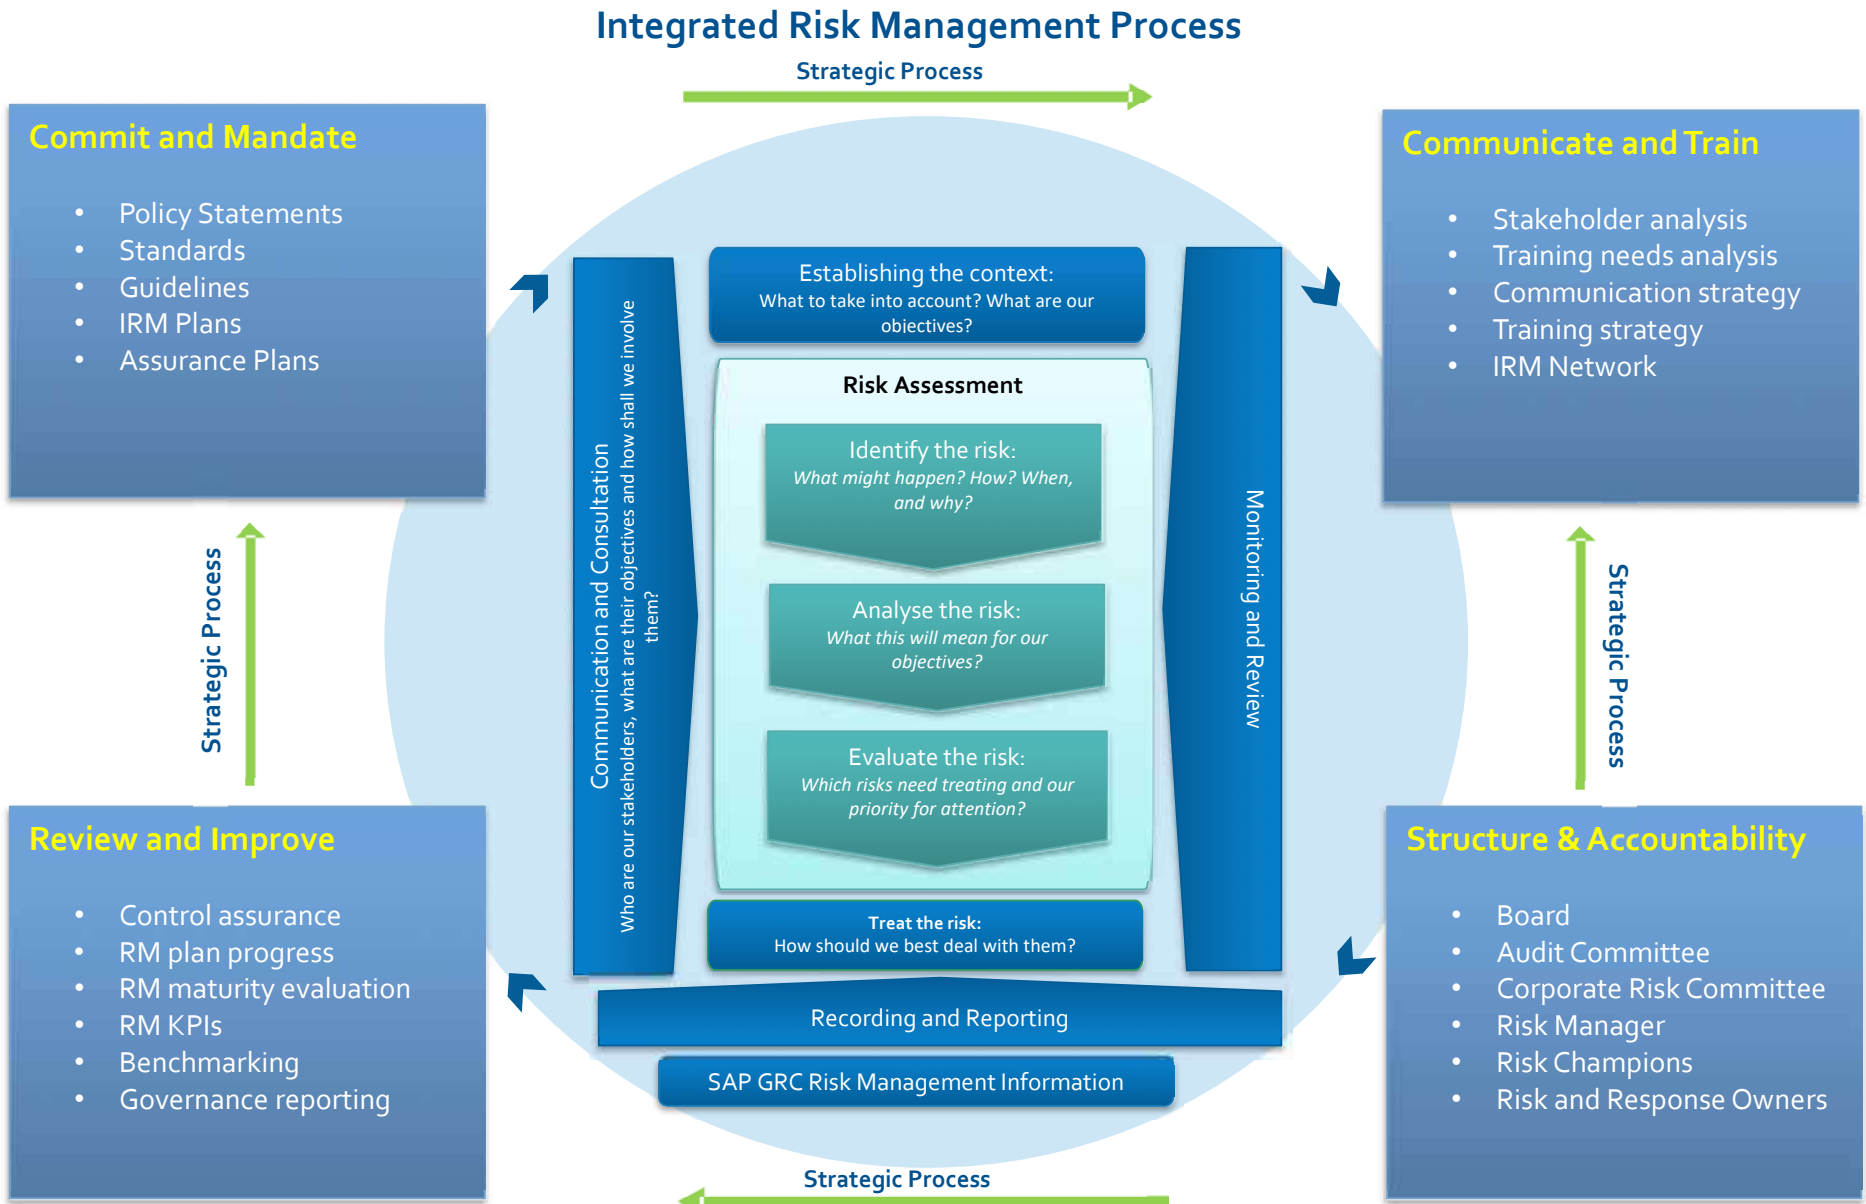 Integrated Risk Management Process
Strategic Process
Commit and Mandate
• Policy Statements
• Standards
• Guidelines
• IRM Plans
• Assurance Plans
Communicate and Train
• Stakeholder analysis
• Training needs analysis
• Communication strategy
• Training strategy
• IRM Network
Strategic Process
Communication and Consultation
Who are our stakeholders, what are their objectives and how shall we involve
them?
Establishing the context:
What to take into account? What are our
objectives?
Risk Assessment
Identify the risk:
What might happen? How? When,
and why?
Analyse the risk:
What this will mean for our
objectives?
Evaluate the risk:
Which risks need treating and our
priority for attention?
Treat the risk:
How should we best deal with them?
Monitoring and Review
Strategic Process
Recording and Reporting
SAP GRC Risk Management Information
Review and Improve
• Control assurance
• RM plan progress
• RM maturity evaluation
• RM KPIs
• Benchmarking
• Governance reporting
Structure & Accountability
• Board
• Audit Committee
• Corporate Risk Committee
• Risk Manager
• Risk Champions
• Risk and Response Owners
Strategic Process